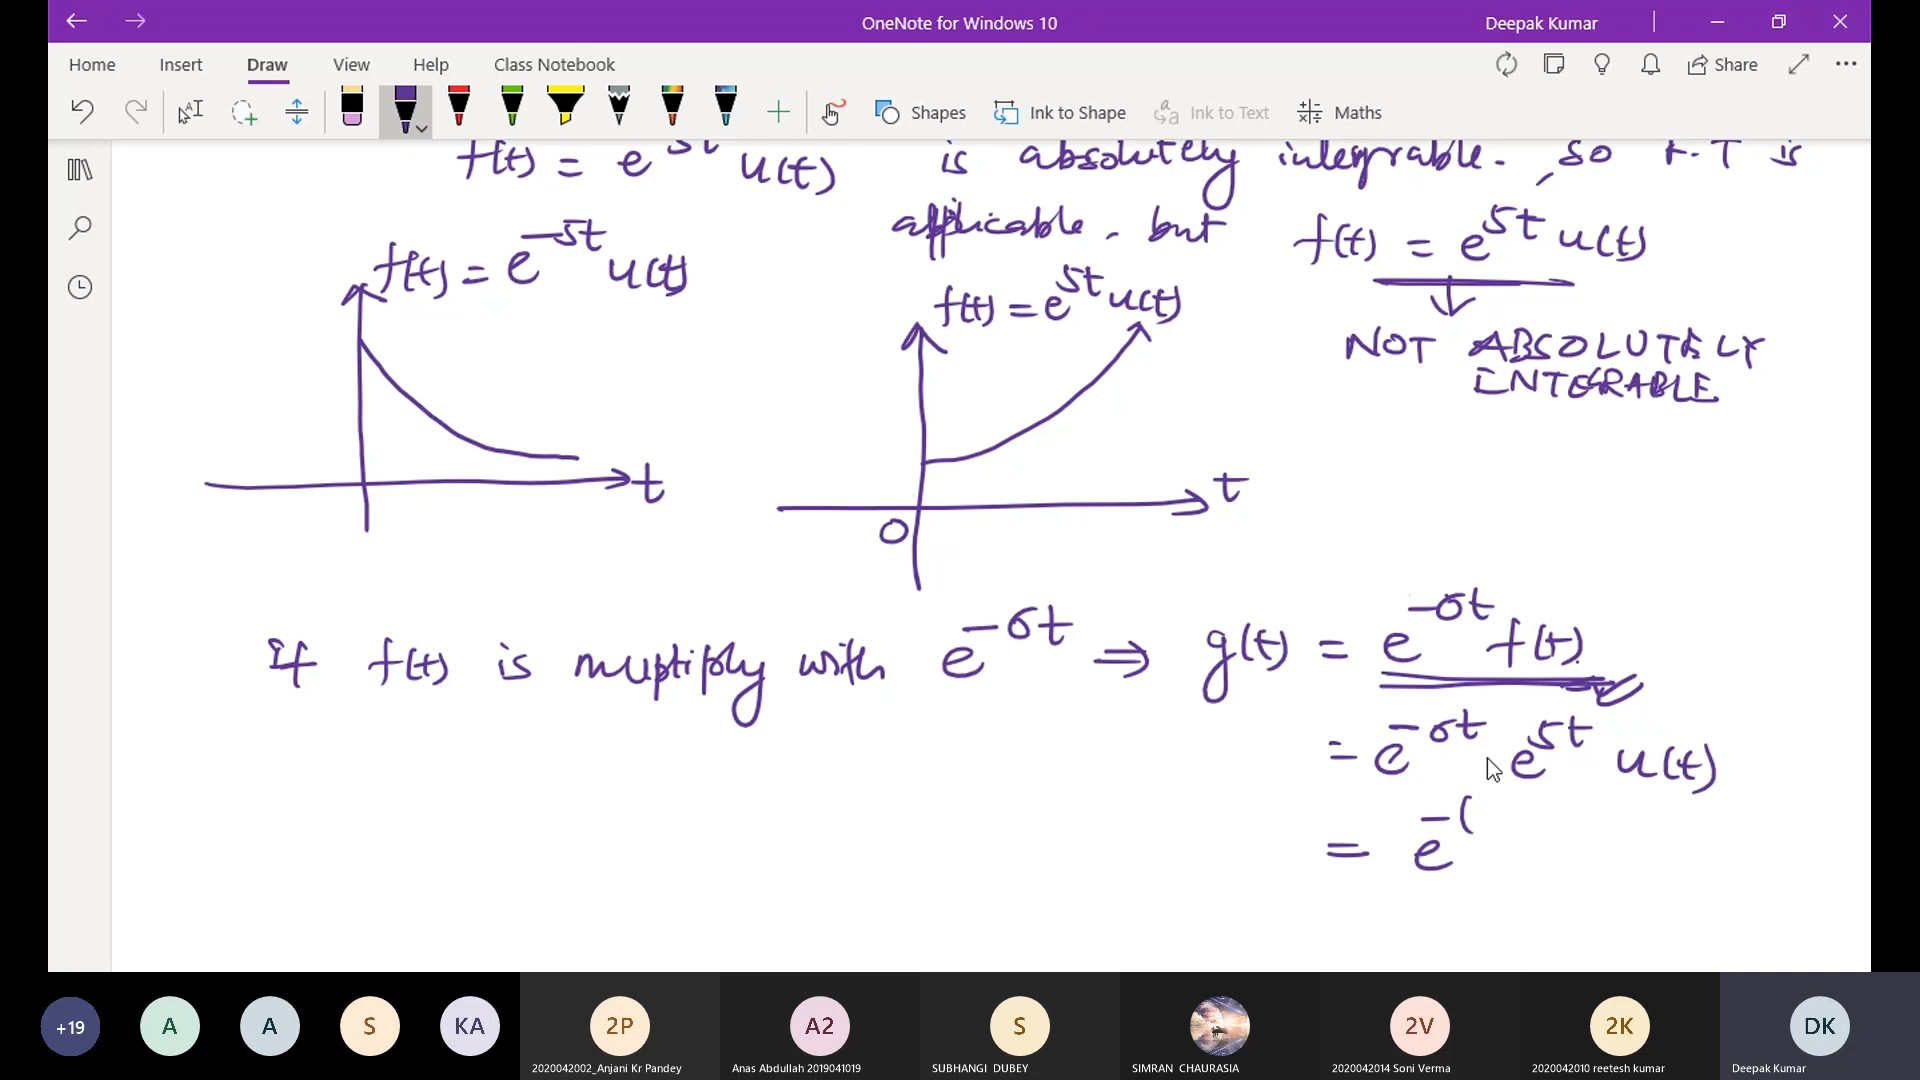 OneNote for Windows 10
Deepak Kumar
Home Insert Draw View Help Class Notebook
Share
Shapes Ink to Shape Ink to Text Maths
f(t) = e u(t) is absolutely integrable. , so F.T is
applicable, but f(t) = e^5t u(t)
f(t) = e^-5t u(t)
f(t) = e^5t u(t)
NOT ABSOLUTELY
INTEGRABLE
t
t
0
If f(t) is muptiply with e^-σt ⇒ g(t) = e^-σt f(t).
= e^-σt e^5t u(t)
= e^-(
+19 A A S KA 2P A2 S 2V 2K DK
2020042002_Anjani Kr Pandey Anas Abdullah 2019041019 SUBHANGI DUBEY SIMRAN CHAURASIA 2020042014 Soni Verma 2020042010 reetesh kumar Deepak Kumar